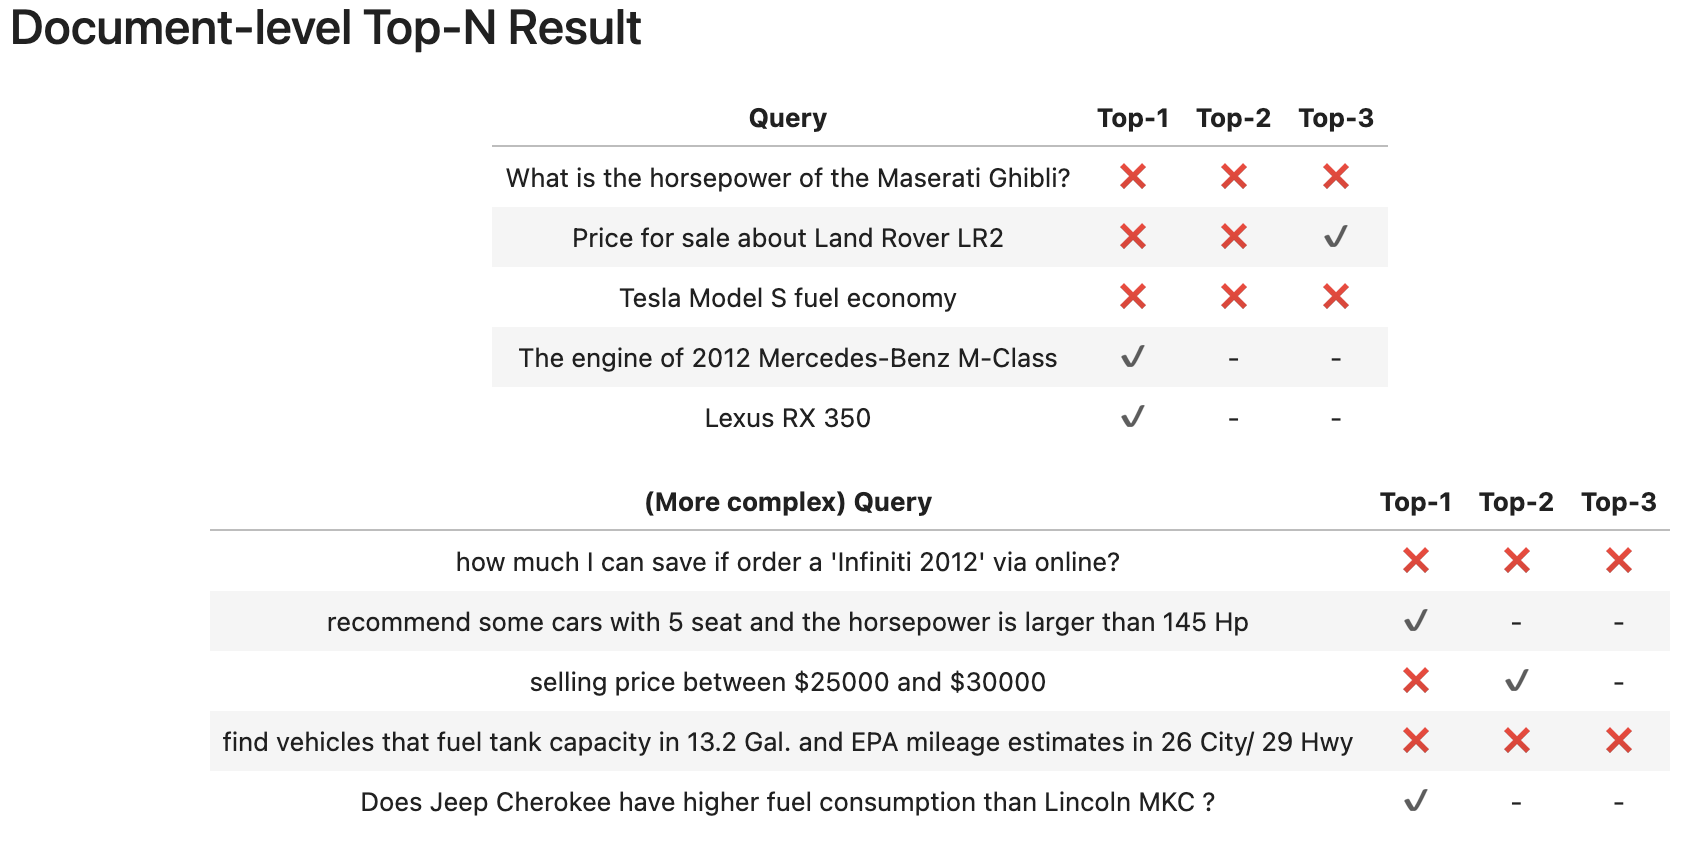 Document-level Top-N Result
Query Top-1 Top-2 Top-3
What is the horsepower of the Maserati Ghibli? ❌ ❌ ❌
Price for sale about Land Rover LR2 ❌ ❌ ✔
Tesla Model S fuel economy ❌ ❌ ❌
The engine of 2012 Mercedes-Benz M-Class ✔ - -
Lexus RX 350 ✔ - -
(More complex) Query Top-1 Top-2 Top-3
how much I can save if order a 'Infiniti 2012' via online? ❌ ❌ ❌
recommend some cars with 5 seat and the horsepower is larger than 145 Hp ✔ - -
selling price between $25000 and $30000 ❌ ✔ -
find vehicles that fuel tank capacity in 13.2 Gal. and EPA mileage estimates in 26 City/ 29 Hwy ❌ ❌ ❌
Does Jeep Cherokee have higher fuel consumption than Lincoln MKC ? ✔ - -